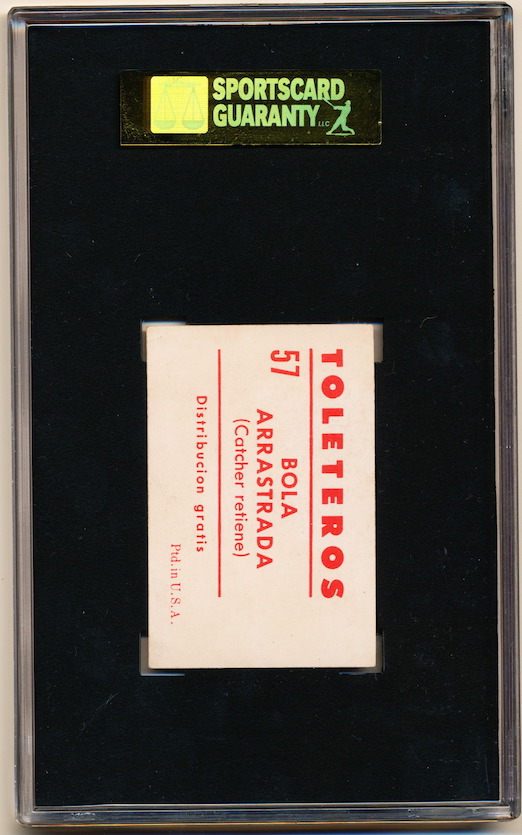 SPORTSCARD
GUARANTY LLC
TOLETEROS
57
BOLA
ARRASTRADA
(Catcher retiene)
Distribucion gratis
Ptd. in U.S.A.